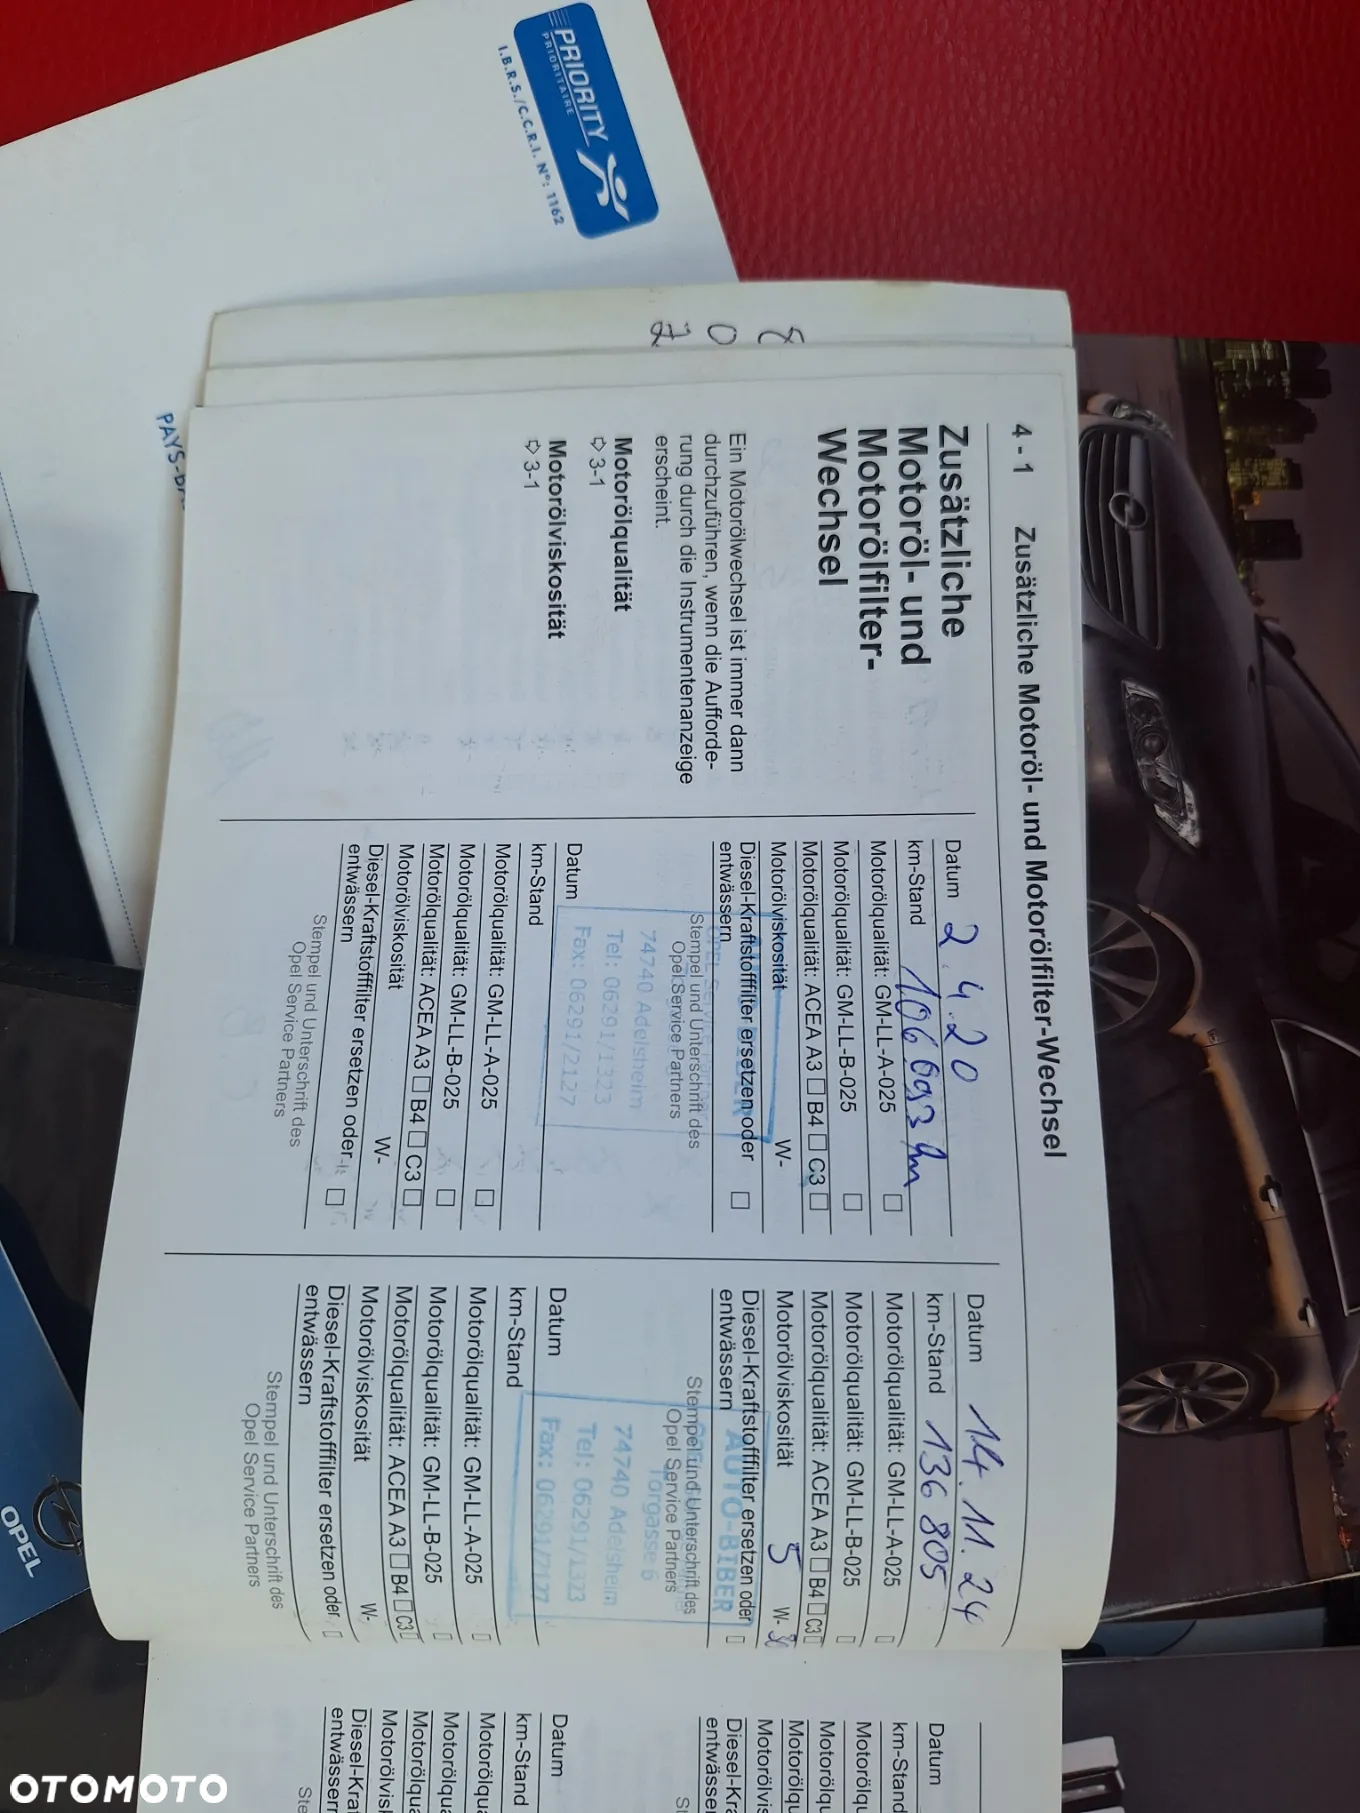 PRIORITY
PRIORITAIRE
I.B.R.S./C.C.R.I. N°: 1162
4 - 1 Zusätzliche Motoröl- und Motorölfilter-Wechsel
Zusätzliche
Motoröl- und
Motorölfilter-
Wechsel
Ein Motorölwechsel ist immer dann
durchzuführen, wenn die Aufforde-
rung durch die Instrumentenanzeige
erscheint.
Motorölqualität
⇨ 3-1
Motorölviskosität
⇨ 3-1
Datum 2.4.20
km-Stand
Motorölqualität: GM-LL-A-025
Motorölqualität: GM-LL-B-025
Motorölqualität: ACEA A3 B4 C3
Motorölviskosität W-
Diesel-Kraftstofffilter ersetzen oder
entwässern
Stempel und Unterschrift des
Opel Service Partners
74740 Adelsheim
Tel: 06291/1323
Fax: 06291/2127
Datum
km-Stand
Motorölqualität: GM-LL-A-025
Motorölqualität: GM-LL-B-025
Motorölqualität: ACEA A3 B4 C3
Motorölviskosität W-
Diesel-Kraftstofffilter ersetzen oder
entwässern
Stempel und Unterschrift des
Opel Service Partners
Datum 14.11.24
km-Stand 136 805
Motorölqualität: GM-LL-A-025
Motorölqualität: GM-LL-B-025
Motorölqualität: ACEA A3 B4 C3
Motorölviskosität 5 W-30
Diesel-Kraftstofffilter ersetzen oder
entwässern
AUTO-BIBER
Stempel und Unterschrift des
Opel Service Partners
Torgasse 6
74740 Adelsheim
Tel: 06291/1323
Fax: 06291/2127
Datum
km-Stand
Motorölqualität: GM-LL-A-025
Motorölqualität: GM-LL-B-025
Motorölqualität: ACEA A3 B4 C3
Motorölviskosität W-
Diesel-Kraftstofffilter ersetzen oder
entwässern
Stempel und Unterschrift des
Opel Service Partners
Datum
km-Stand
Datum
km-Stand
OPEL
OTOMOTO